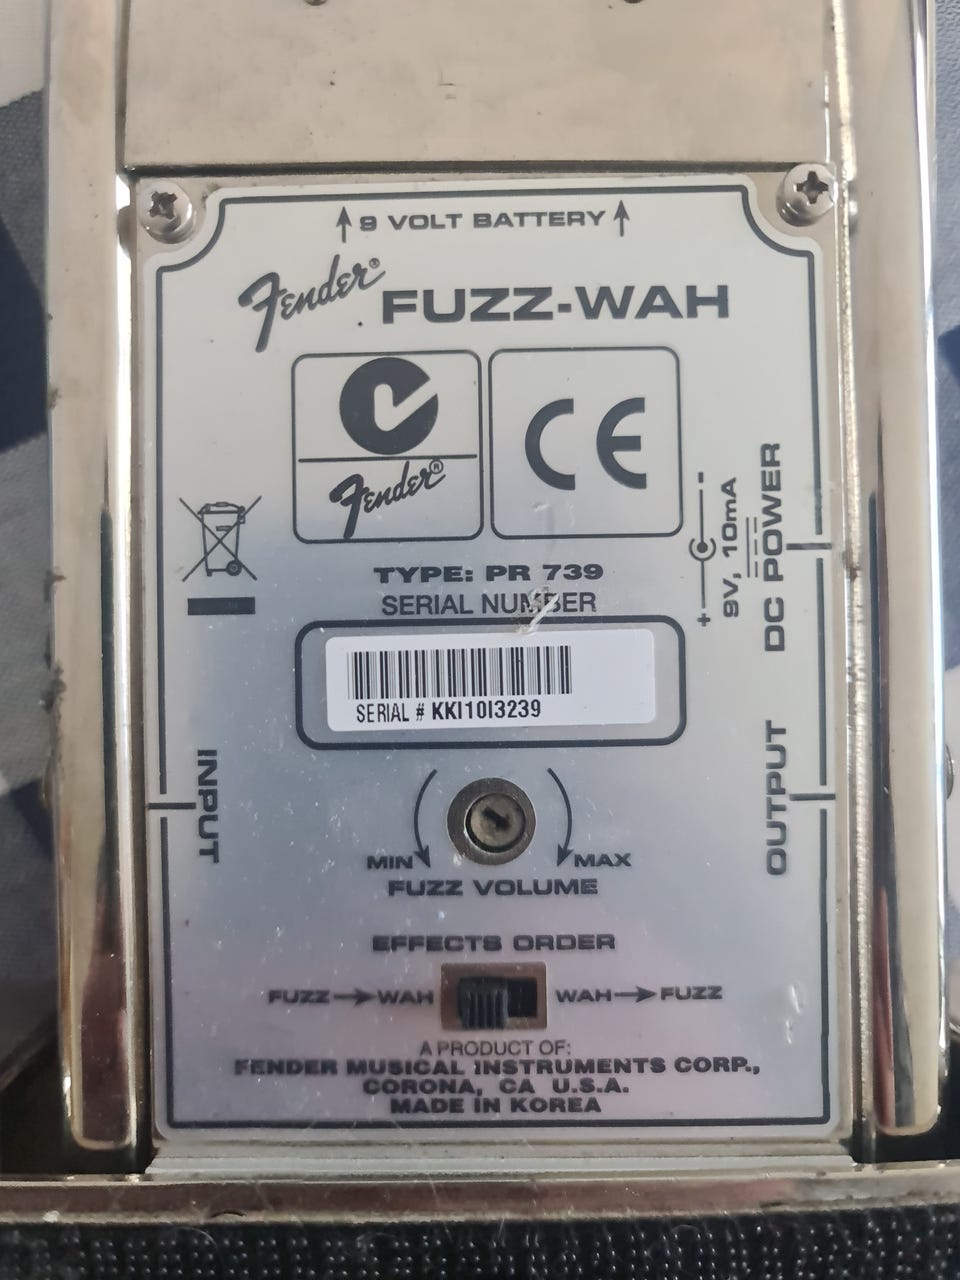 9 VOLT BATTERY
Fender® FUZZ-WAH
Fender®
CE
TYPE: PR 739
SERIAL NUMBER
SERIAL # KKI10I3239
- +
9V, 10mA
DC POWER
INPUT
OUTPUT
MIN MAX
FUZZ VOLUME
EFFECTS ORDER
FUZZ→WAH WAH→FUZZ
A PRODUCT OF:
FENDER MUSICAL INSTRUMENTS CORP.,
CORONA, CA U.S.A.
MADE IN KOREA